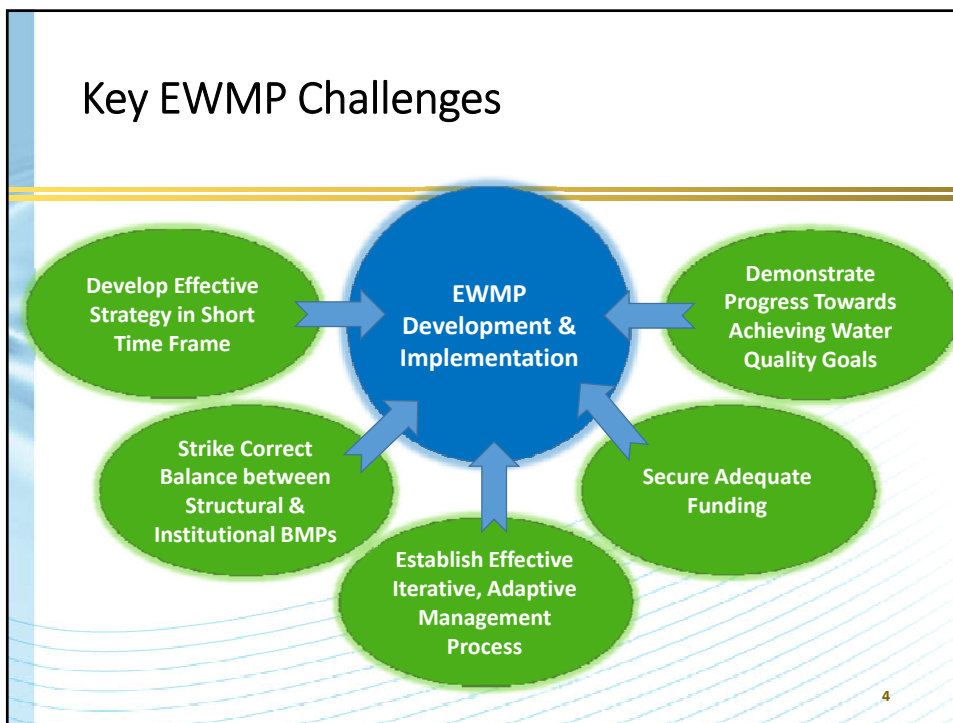 Key EWMP Challenges
Develop Effective
Strategy in Short
Time Frame
EWMP
Development &
Implementation
Demonstrate
Progress Towards
Achieving Water
Quality Goals
Strike Correct
Balance between
Structural &
Institutional BMPs
Secure Adequate
Funding
Establish Effective
Iterative, Adaptive
Management
Process
4